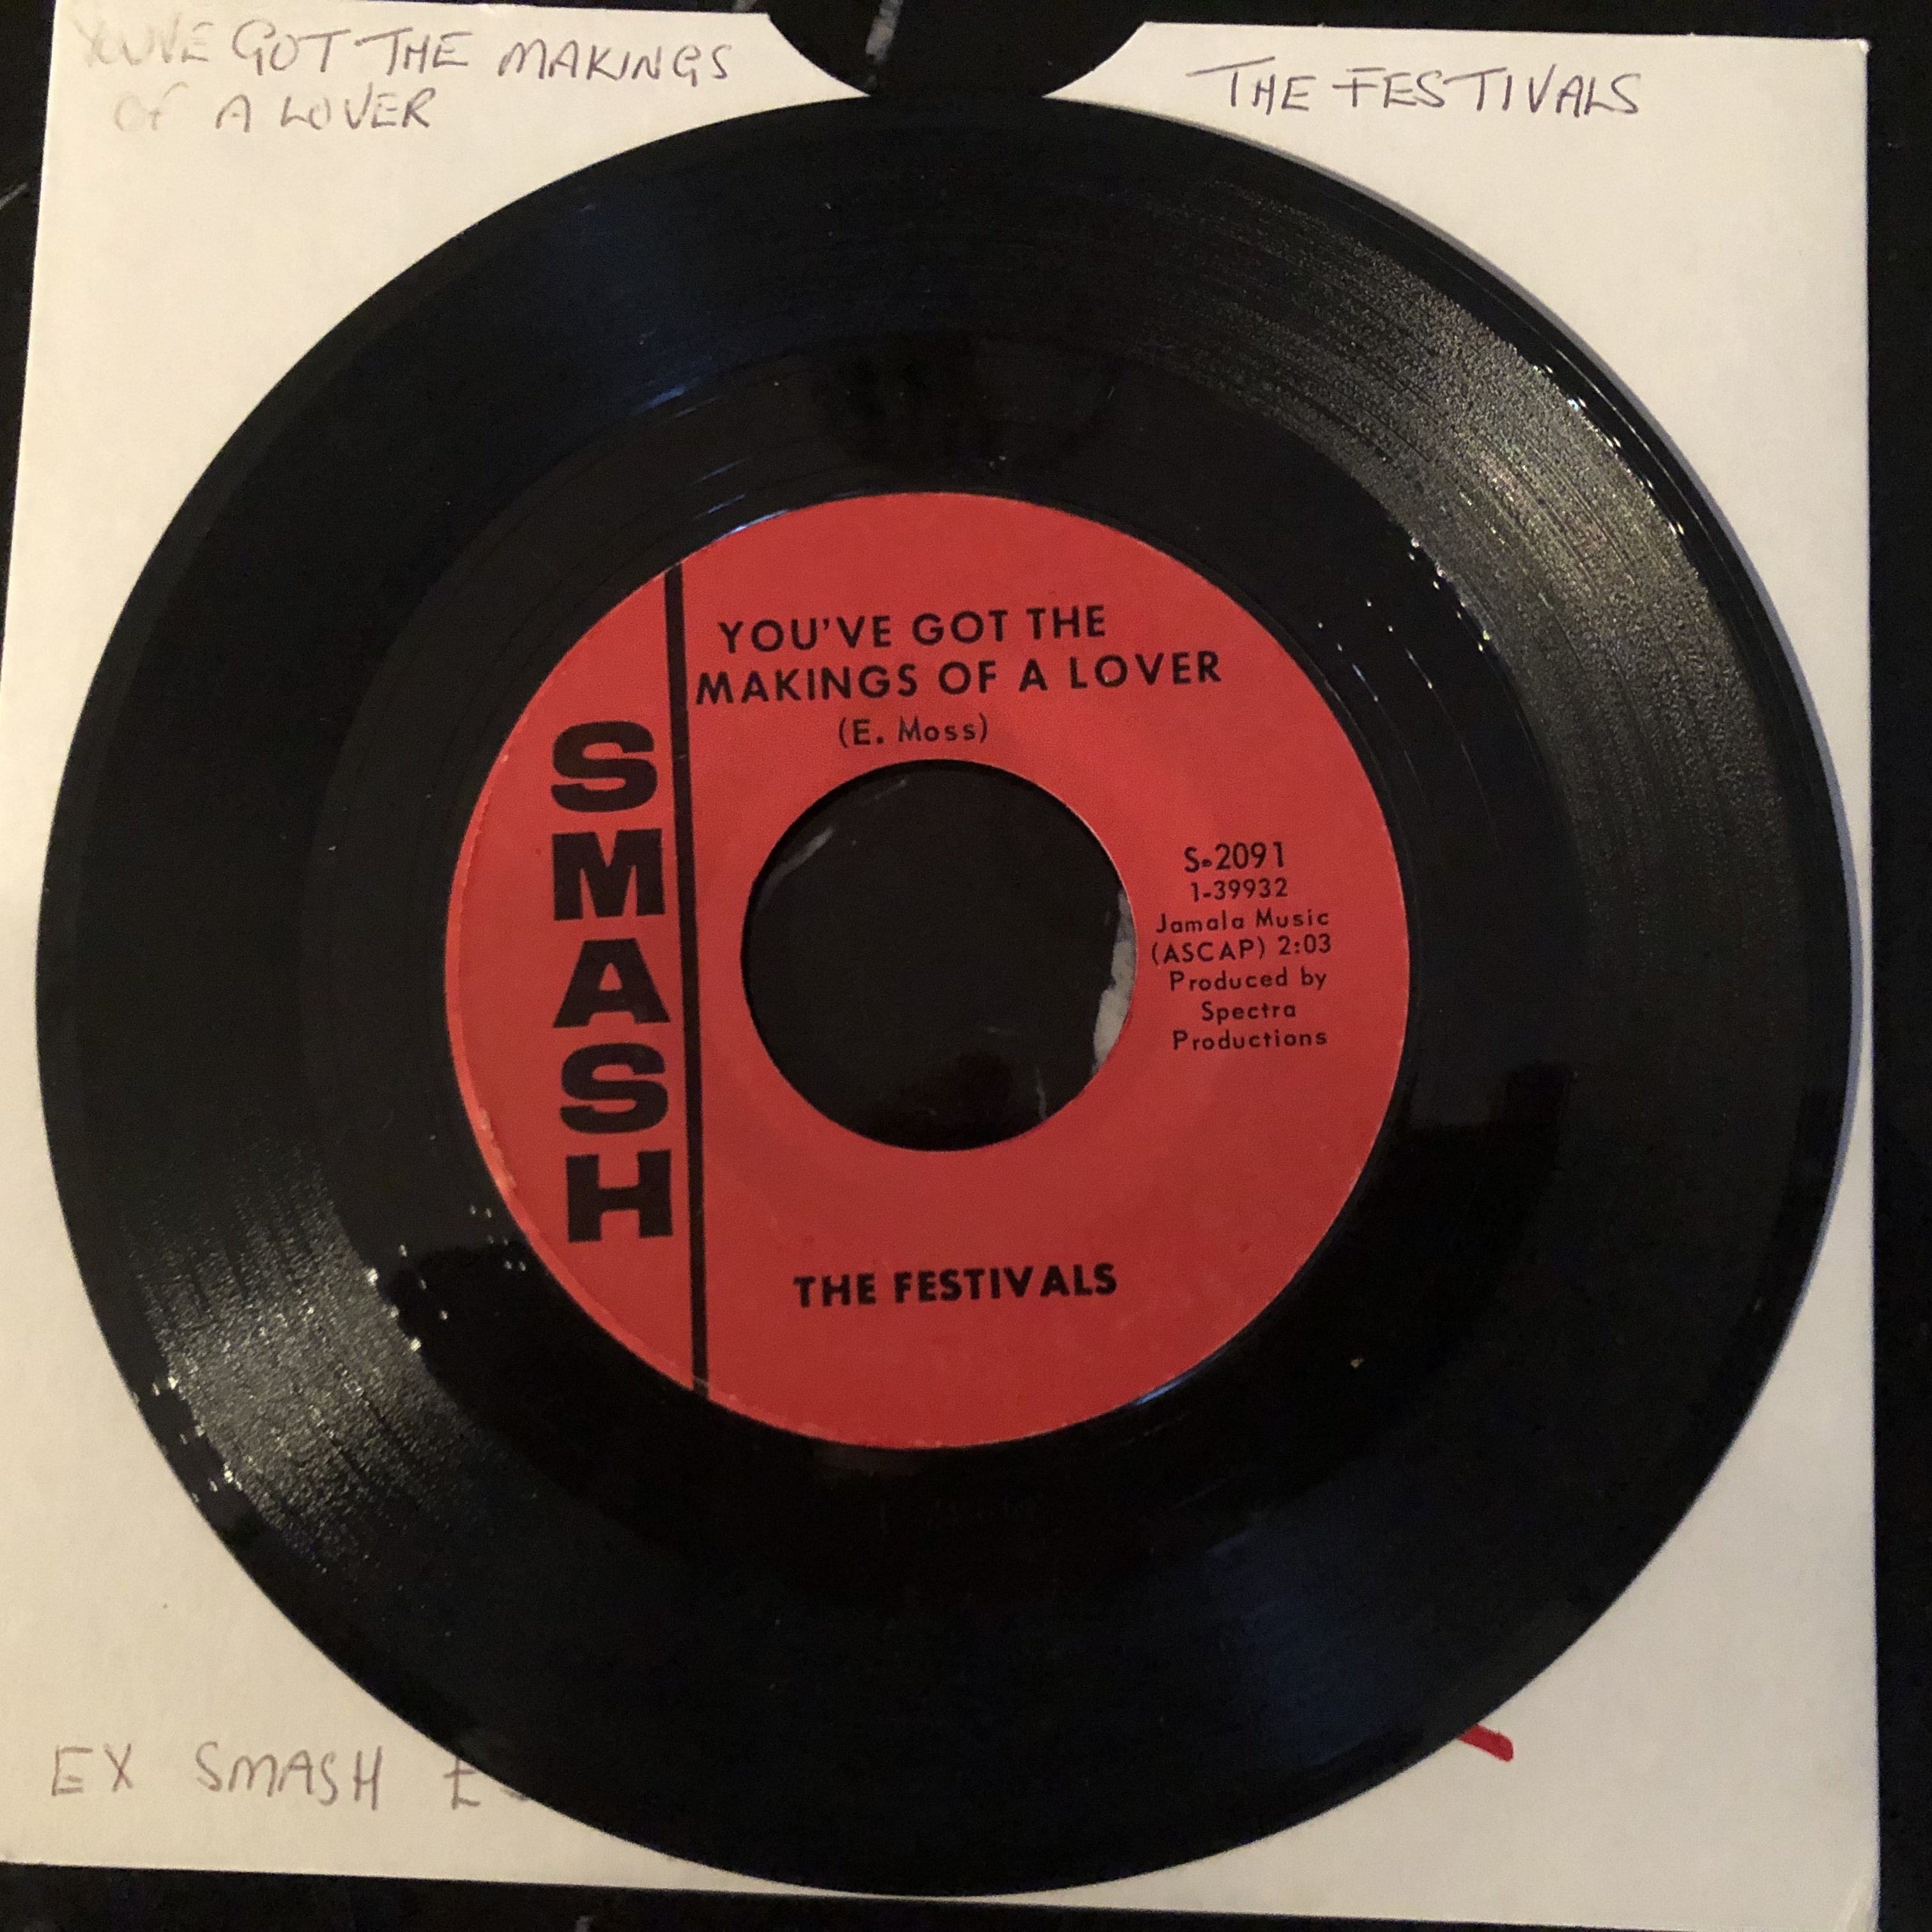 YOU'VE GOT THE MAKINGS
OF A LOVER
THE FESTIVALS
YOU'VE GOT THE
MAKINGS OF A LOVER
(E. Moss)
SMASH
S-2091
1-39932
Jamala Music
(ASCAP) 2:03
Produced by
Spectra
Productions
THE FESTIVALS
EX SMASH £